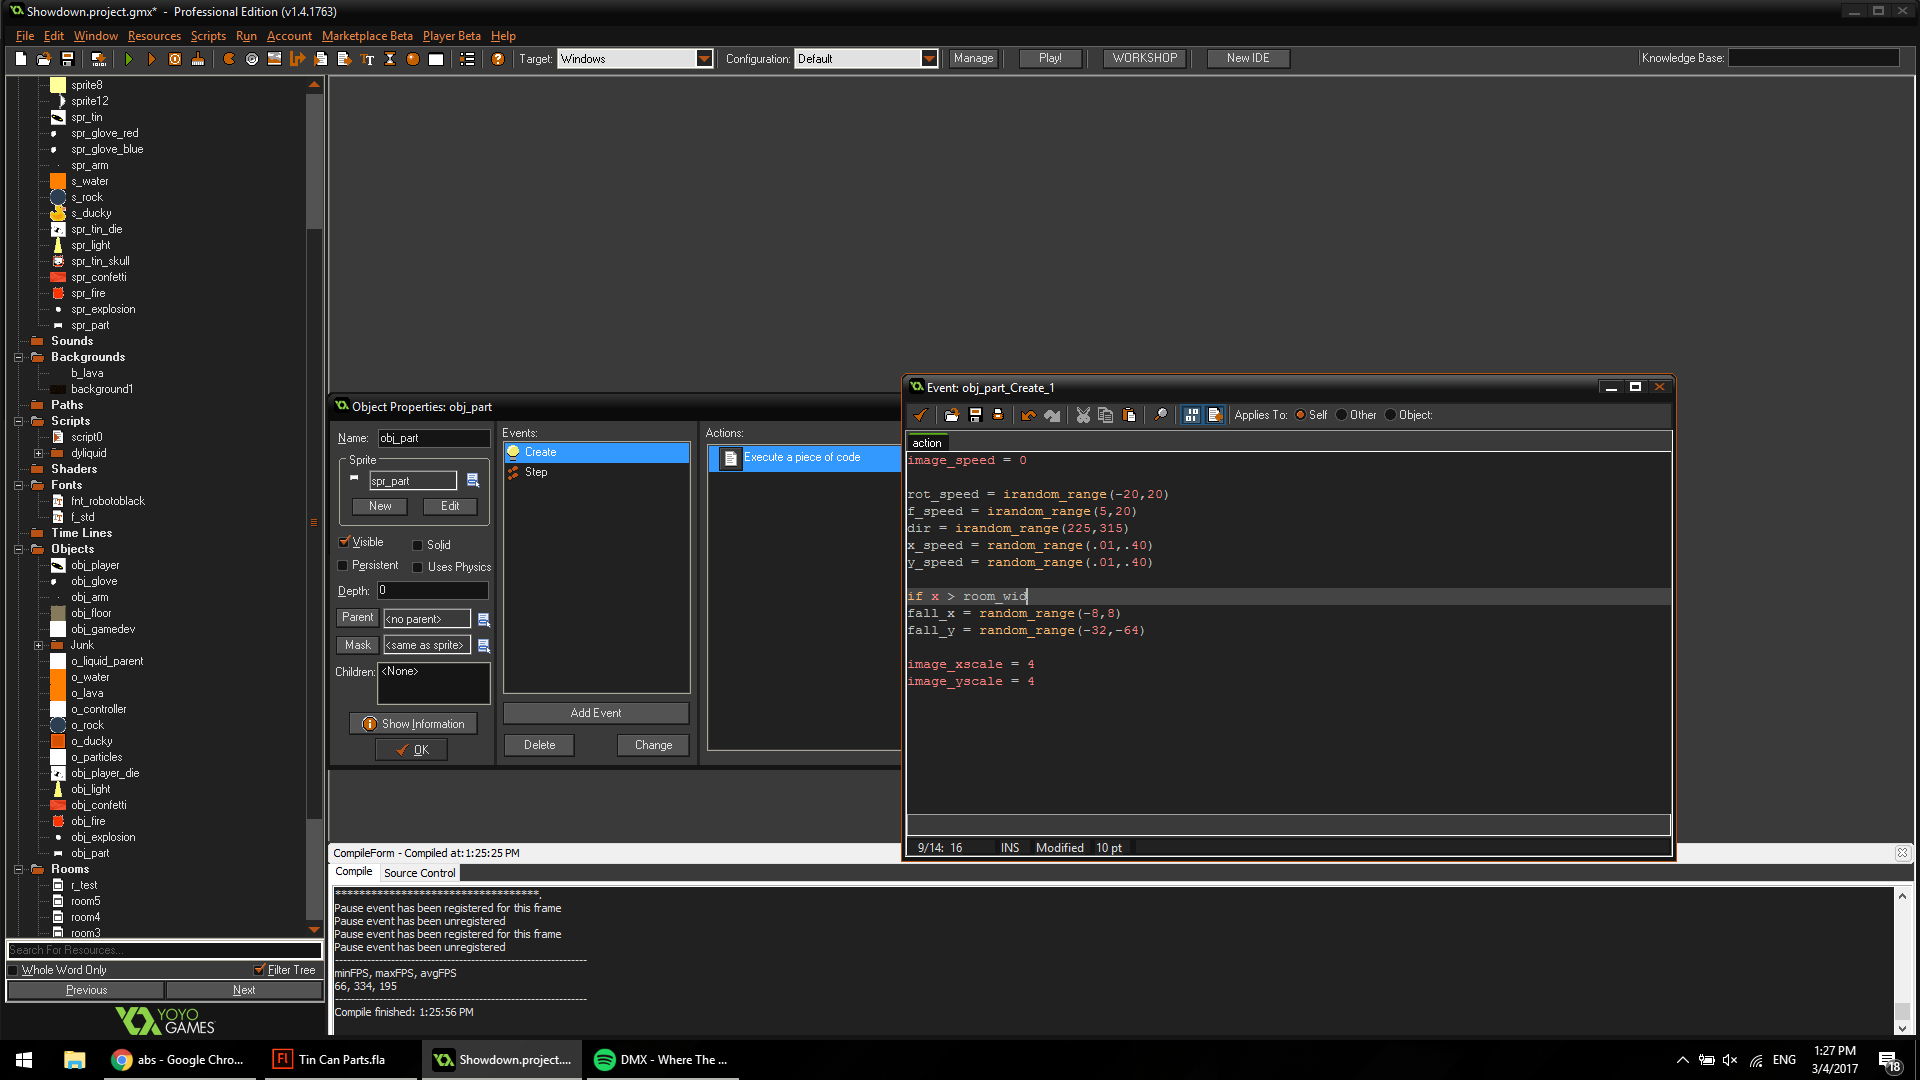 Showdown.project.gmx* - Professional Edition (v1.4.1763)
File Edit Window Resources Scripts Run Account Marketplace Beta Player Beta Help
Target: Windows Configuration: Default Manage Play! WORKSHOP New IDE Knowledge Base:
sprite8
sprite12
spr_tin
spr_glove_red
spr_glove_blue
spr_arm
s_water
s_rock
s_ducky
spr_tin_die
spr_light
spr_tin_skull
spr_confetti
spr_fire
spr_explosion
spr_part
Sounds
Backgrounds
b_lava
background1
Paths
Scripts
script0
dyliquid
Shaders
Fonts
fnt_robotoblack
f_std
Time Lines
Objects
obj_player
obj_glove
obj_arm
obj_floor
obj_gamedev
Junk
o_liquid_parent
o_water
o_lava
o_controller
o_rock
o_ducky
o_particles
obj_player_die
obj_light
obj_confetti
obj_fire
obj_explosion
obj_part
Rooms
r_test
room5
room4
room3
Search For Resources...
Whole Word Only Filter Tree
Previous Next
YOYO
GAMES
Object Properties: obj_part
Name: obj_part
Sprite
spr_part
New Edit
Visible Solid
Persistent Uses Physics
Depth: 0
Parent <no parent>
Mask <same as sprite>
Children: <None>
Show Information
OK
Events:
Create
Step
Add Event
Delete Change
Actions:
Execute a piece of code
Event: obj_part_Create_1
Applies To: Self Other Object:
action
image_speed = 0
rot_speed = irandom_range(-20,20)
f_speed = irandom_range(5,20)
dir = irandom_range(225,315)
x_speed = random_range(.01,.40)
y_speed = random_range(.01,.40)
if x > room_wid
fall_x = random_range(-8,8)
fall_y = random_range(-32,-64)
image_xscale = 4
image_yscale = 4
9/14: 16 INS Modified 10 pt
CompileForm - Compiled at: 1:25:25 PM
Compile Source Control
**********************************.
Pause event has been registered for this frame
Pause event has been unregistered
Pause event has been registered for this frame
Pause event has been unregistered
minFPS, maxFPS, avgFPS
66, 334, 195
Compile finished: 1:25:56 PM
abs - Google Chro...
Fl Tin Can Parts.fla
Showdown.project....
DMX - Where The ...
ENG
1:27 PM
3/4/2017
18